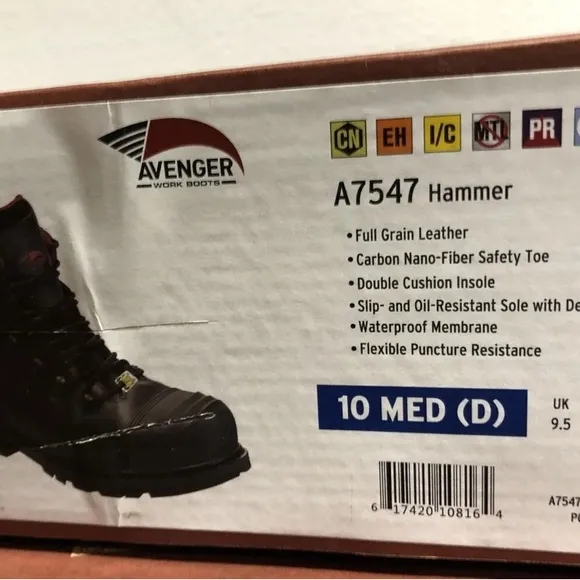 AVENGER
WORK BOOTS
CN EH I/C MTL PR
A7547 Hammer
• Full Grain Leather
• Carbon Nano-Fiber Safety Toe
• Double Cushion Insole
• Slip- and Oil-Resistant Sole with De
• Waterproof Membrane
• Flexible Puncture Resistance
10 MED (D)
UK
9.5
6 17420 10816 4
A7547